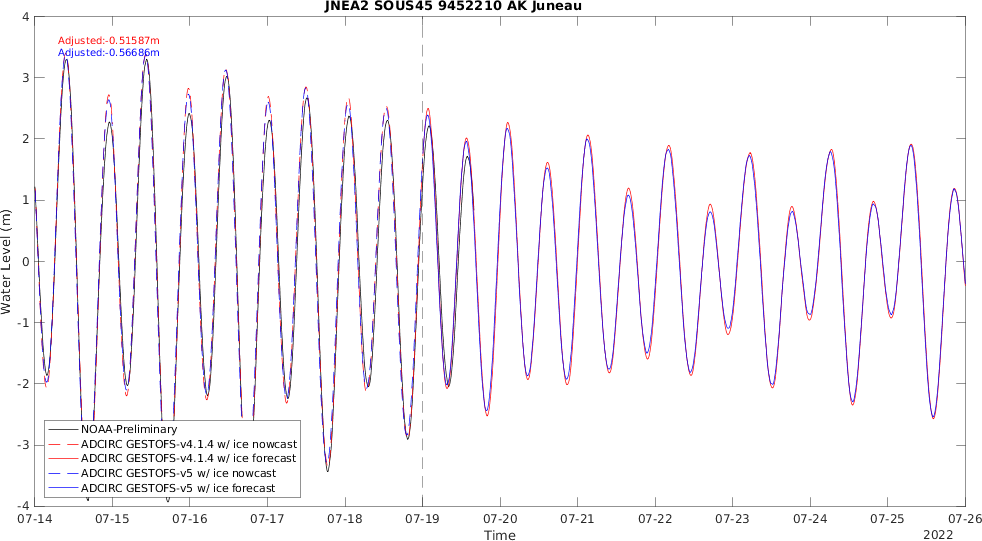 JNEA2 SOUS45 9452210 AK Juneau
4
Adjusted:-0.51587m
Adjusted:-0.56686m
3
2
1
0
-1
-2
-3
-4
Water Level (m)
NOAA-Preliminary
ADCIRC GESTOFS-v4.1.4 w/ ice nowcast
ADCIRC GESTOFS-v4.1.4 w/ ice forecast
ADCIRC GESTOFS-v5 w/ ice nowcast
ADCIRC GESTOFS-v5 w/ ice forecast
07-14 07-15 07-16 07-17 07-18 07-19 07-20 07-21 07-22 07-23 07-24 07-25 07-26
Time
2022